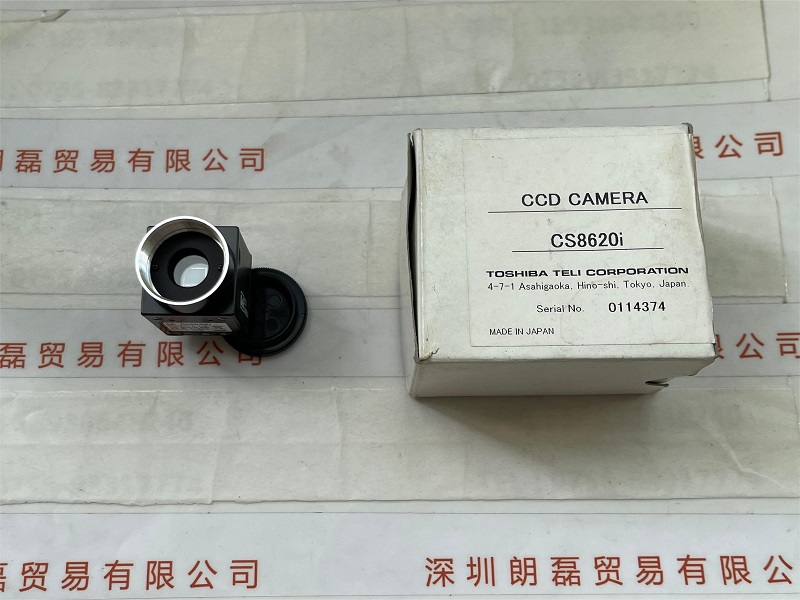 朗磊贸易有限公司
限公司
CCD CAMERA
CS8620i
TOSHIBA TELI CORPORATION
4-7-1 Asahigaoka, Hino-shi, Tokyo, Japan
Serial No. 0114374
MADE IN JAPAN
磊贸易有限公司
公司
磊贸易有限公司
深圳朗磊贸易有限公